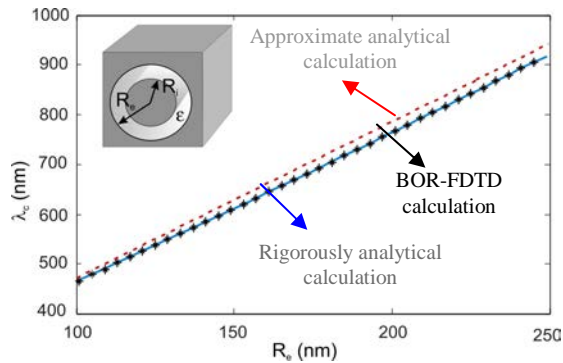 1000
900
800
700
600
500
400
λc (nm)
Re
Ri
ε
Approximate analytical
calculation
BOR-FDTD
calculation
Rigorously analytical
calculation
100
150
200
250
Re (nm)